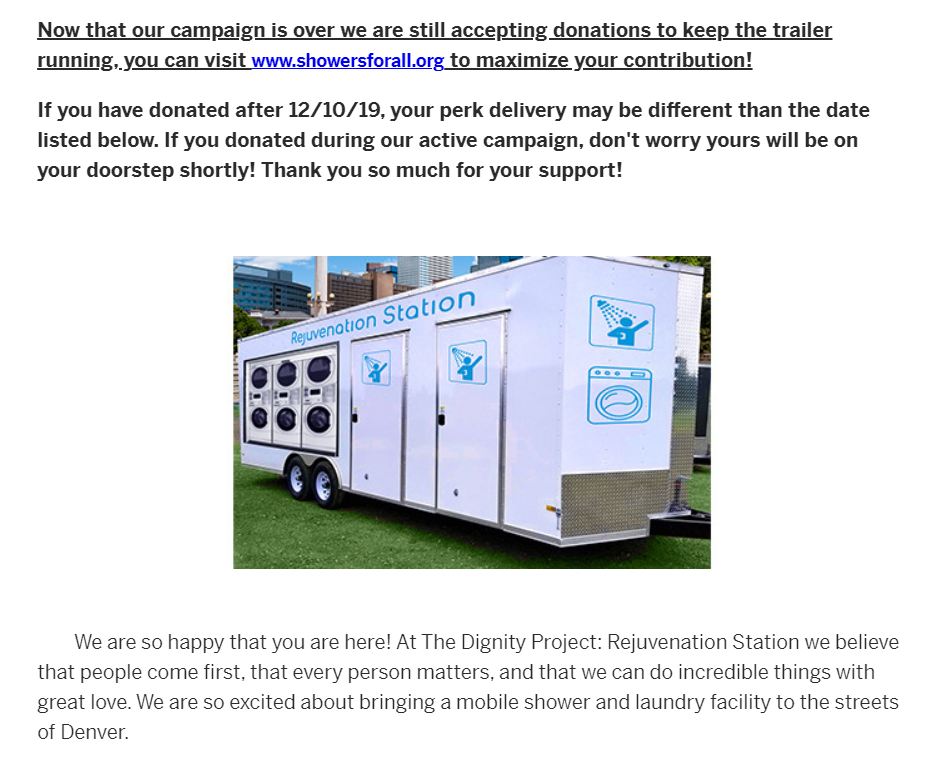 Now that our campaign is over we are still accepting donations to keep the trailer
running, you can visit www.showersforall.org to maximize your contribution!
If you have donated after 12/10/19, your perk delivery may be different than the date
listed below. If you donated during our active campaign, don't worry yours will be on
your doorstep shortly! Thank you so much for your support!
Rejuvenation Station
We are so happy that you are here! At The Dignity Project: Rejuvenation Station we believe
that people come first, that every person matters, and that we can do incredible things with
great love. We are so excited about bringing a mobile shower and laundry facility to the streets
of Denver.